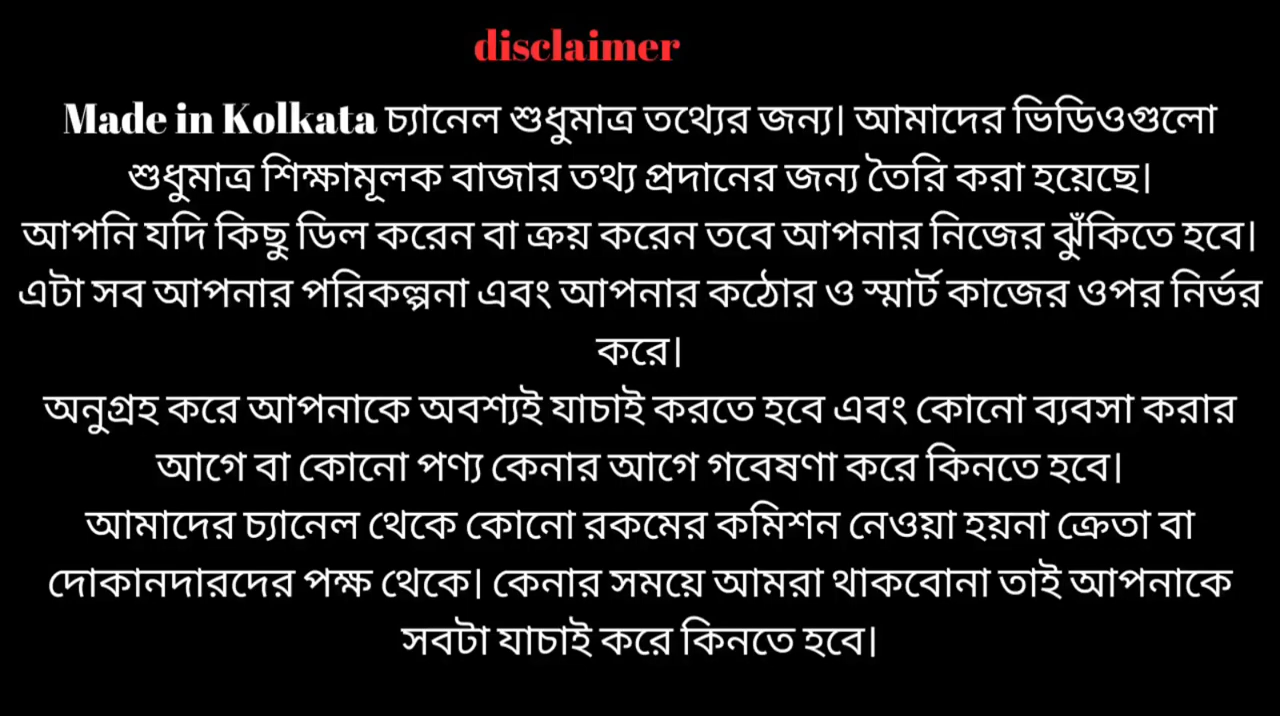 disclaimer
Made in Kolkata চ্যানেল শুধুমাত্র তথ্যের জন্য। আমাদের ভিডিওগুলো
শুধুমাত্র শিক্ষামূলক বাজার তথ্য প্রদানের জন্য তৈরি করা হয়েছে।
আপনি যদি কিছু ডিল করেন বা ক্রয় করেন তবে আপনার নিজের ঝুঁকিতে হবে।
এটা সব আপনার পরিকল্পনা এবং আপনার কঠোর ও স্মার্ট কাজের ওপর নির্ভর
করে।
অনুগ্রহ করে আপনাকে অবশ্যই যাচাই করতে হবে এবং কোনো ব্যবসা করার
আগে বা কোনো পণ্য কেনার আগে গবেষণা করে কিনতে হবে।
আমাদের চ্যানেল থেকে কোনো রকমের কমিশন নেওয়া হয়না ক্রেতা বা
দোকানদারদের পক্ষ থেকে। কেনার সময়ে আমরা থাকবোনা তাই আপনাকে
সবটা যাচাই করে কিনতে হবে।